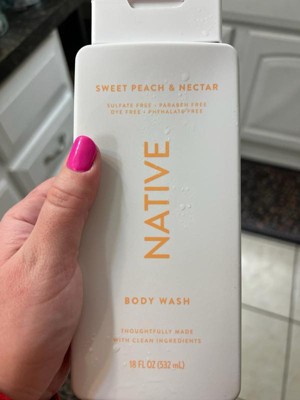 SWEET PEACH & NECTAR
SULFATE FREE • PARABEN FREE
DYE FREE • PHTHALATE FREE
NATIVE
BODY WASH
THOUGHTFULLY MADE
WITH CLEAN INGREDIENTS
18 FL OZ (532 mL)